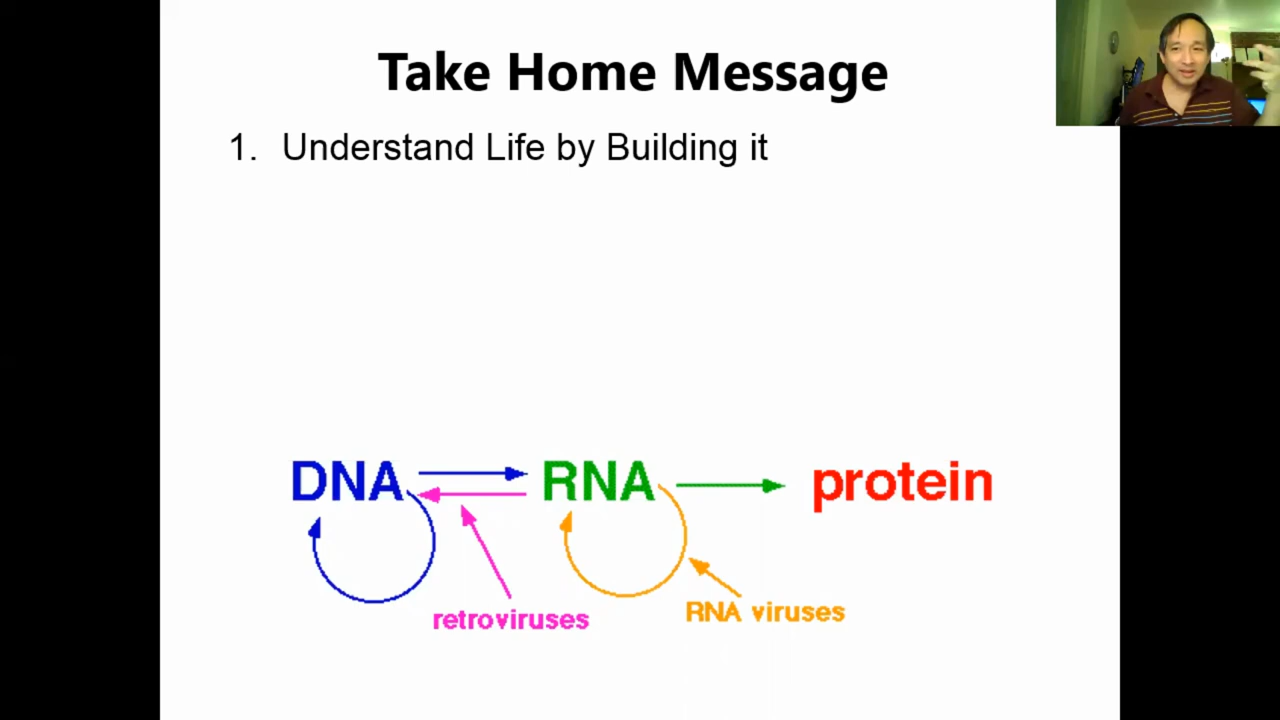 Take Home Message
1. Understand Life by Building it
DNA RNA protein
retroviruses
RNA viruses